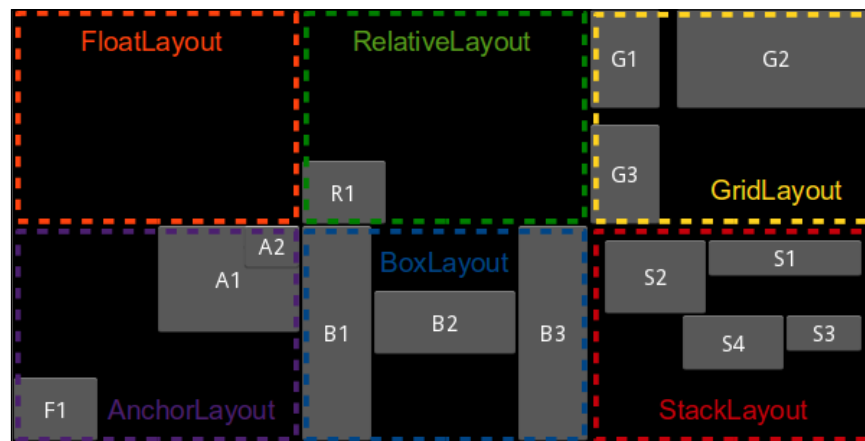 FloatLayout
RelativeLayout
G1
G2
R1
G3
GridLayout
A1
A2
F1
AnchorLayout
BoxLayout
B1
B2
B3
S2
S1
S4
S3
StackLayout